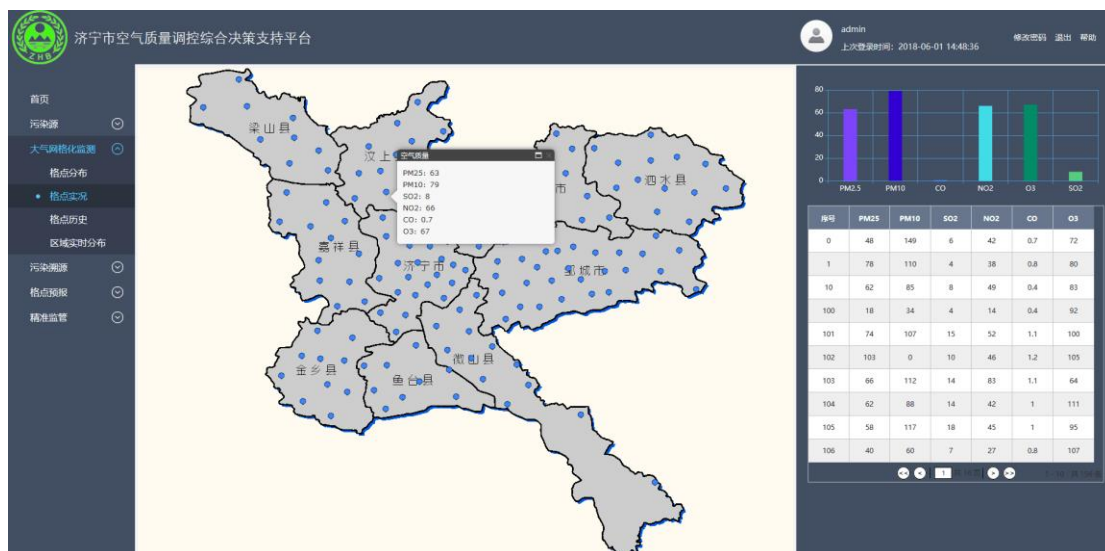 ZHB
济宁市空气质量调控综合决策支持平台
admin
上次登录时间：2018-06-01 14:48:36
修改密码 退出 帮助
首页
污染源
大气网格化监测
格点分布
格点实况
格点历史
区域实时分布
污染溯源
格点预报
精准监管
梁山县
汶上
市
泗水县
嘉祥县
济宁市
邹城市
金乡县
鱼台县
微山县
空气质量
PM25: 63
PM10: 79
SO2: 8
NO2: 66
CO: 0.7
O3: 67
80
60
40
20
0
PM2.5 PM10 CO NO2 O3 SO2
序号 PM25 PM10 SO2 NO2 CO O3
0 48 149 6 42 0.7 72
1 78 110 4 38 0.8 80
10 62 85 8 49 0.4 83
100 18 34 4 14 0.4 92
101 74 107 15 52 1.1 100
102 103 0 10 46 1.2 105
103 66 112 14 83 1.1 64
104 62 88 14 42 1 111
105 58 117 18 45 1 95
106 40 60 7 27 0.8 107
<< < 1 > >>